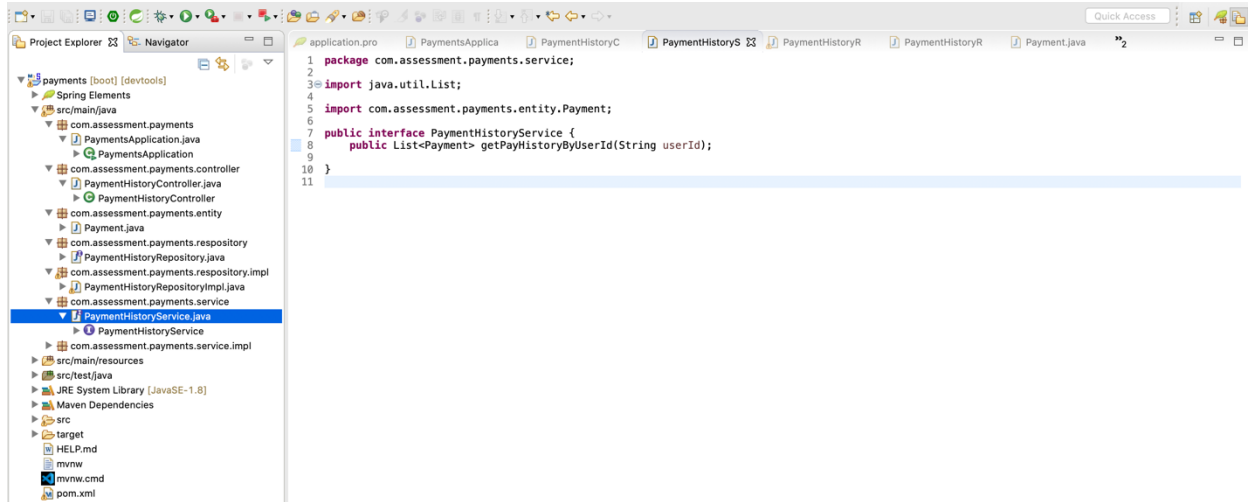 Quick Access
Project Explorer
Navigator
payments [boot] [devtools]
Spring Elements
src/main/java
com.assessment.payments
PaymentsApplication.java
PaymentsApplication
com.assessment.payments.controller
PaymentHistoryController.java
PaymentHistoryController
com.assessment.payments.entity
Payment.java
com.assessment.payments.respository
PaymentHistoryRepository.java
com.assessment.payments.respository.impl
PaymentHistoryRepositoryImpl.java
com.assessment.payments.service
PaymentHistoryService.java
PaymentHistoryService
com.assessment.payments.service.impl
src/main/resources
src/test/java
JRE System Library [JavaSE-1.8]
Maven Dependencies
src
target
HELP.md
mvnw
mvnw.cmd
pom.xml
application.pro
PaymentsApplica
PaymentHistoryC
PaymentHistoryS
PaymentHistoryR
PaymentHistoryR
Payment.java
»2
1 package com.assessment.payments.service;
2
3 import java.util.List;
4
5 import com.assessment.payments.entity.Payment;
6
7 public interface PaymentHistoryService {
8 public List<Payment> getPayHistoryByUserId(String userId);
9
10 }
11